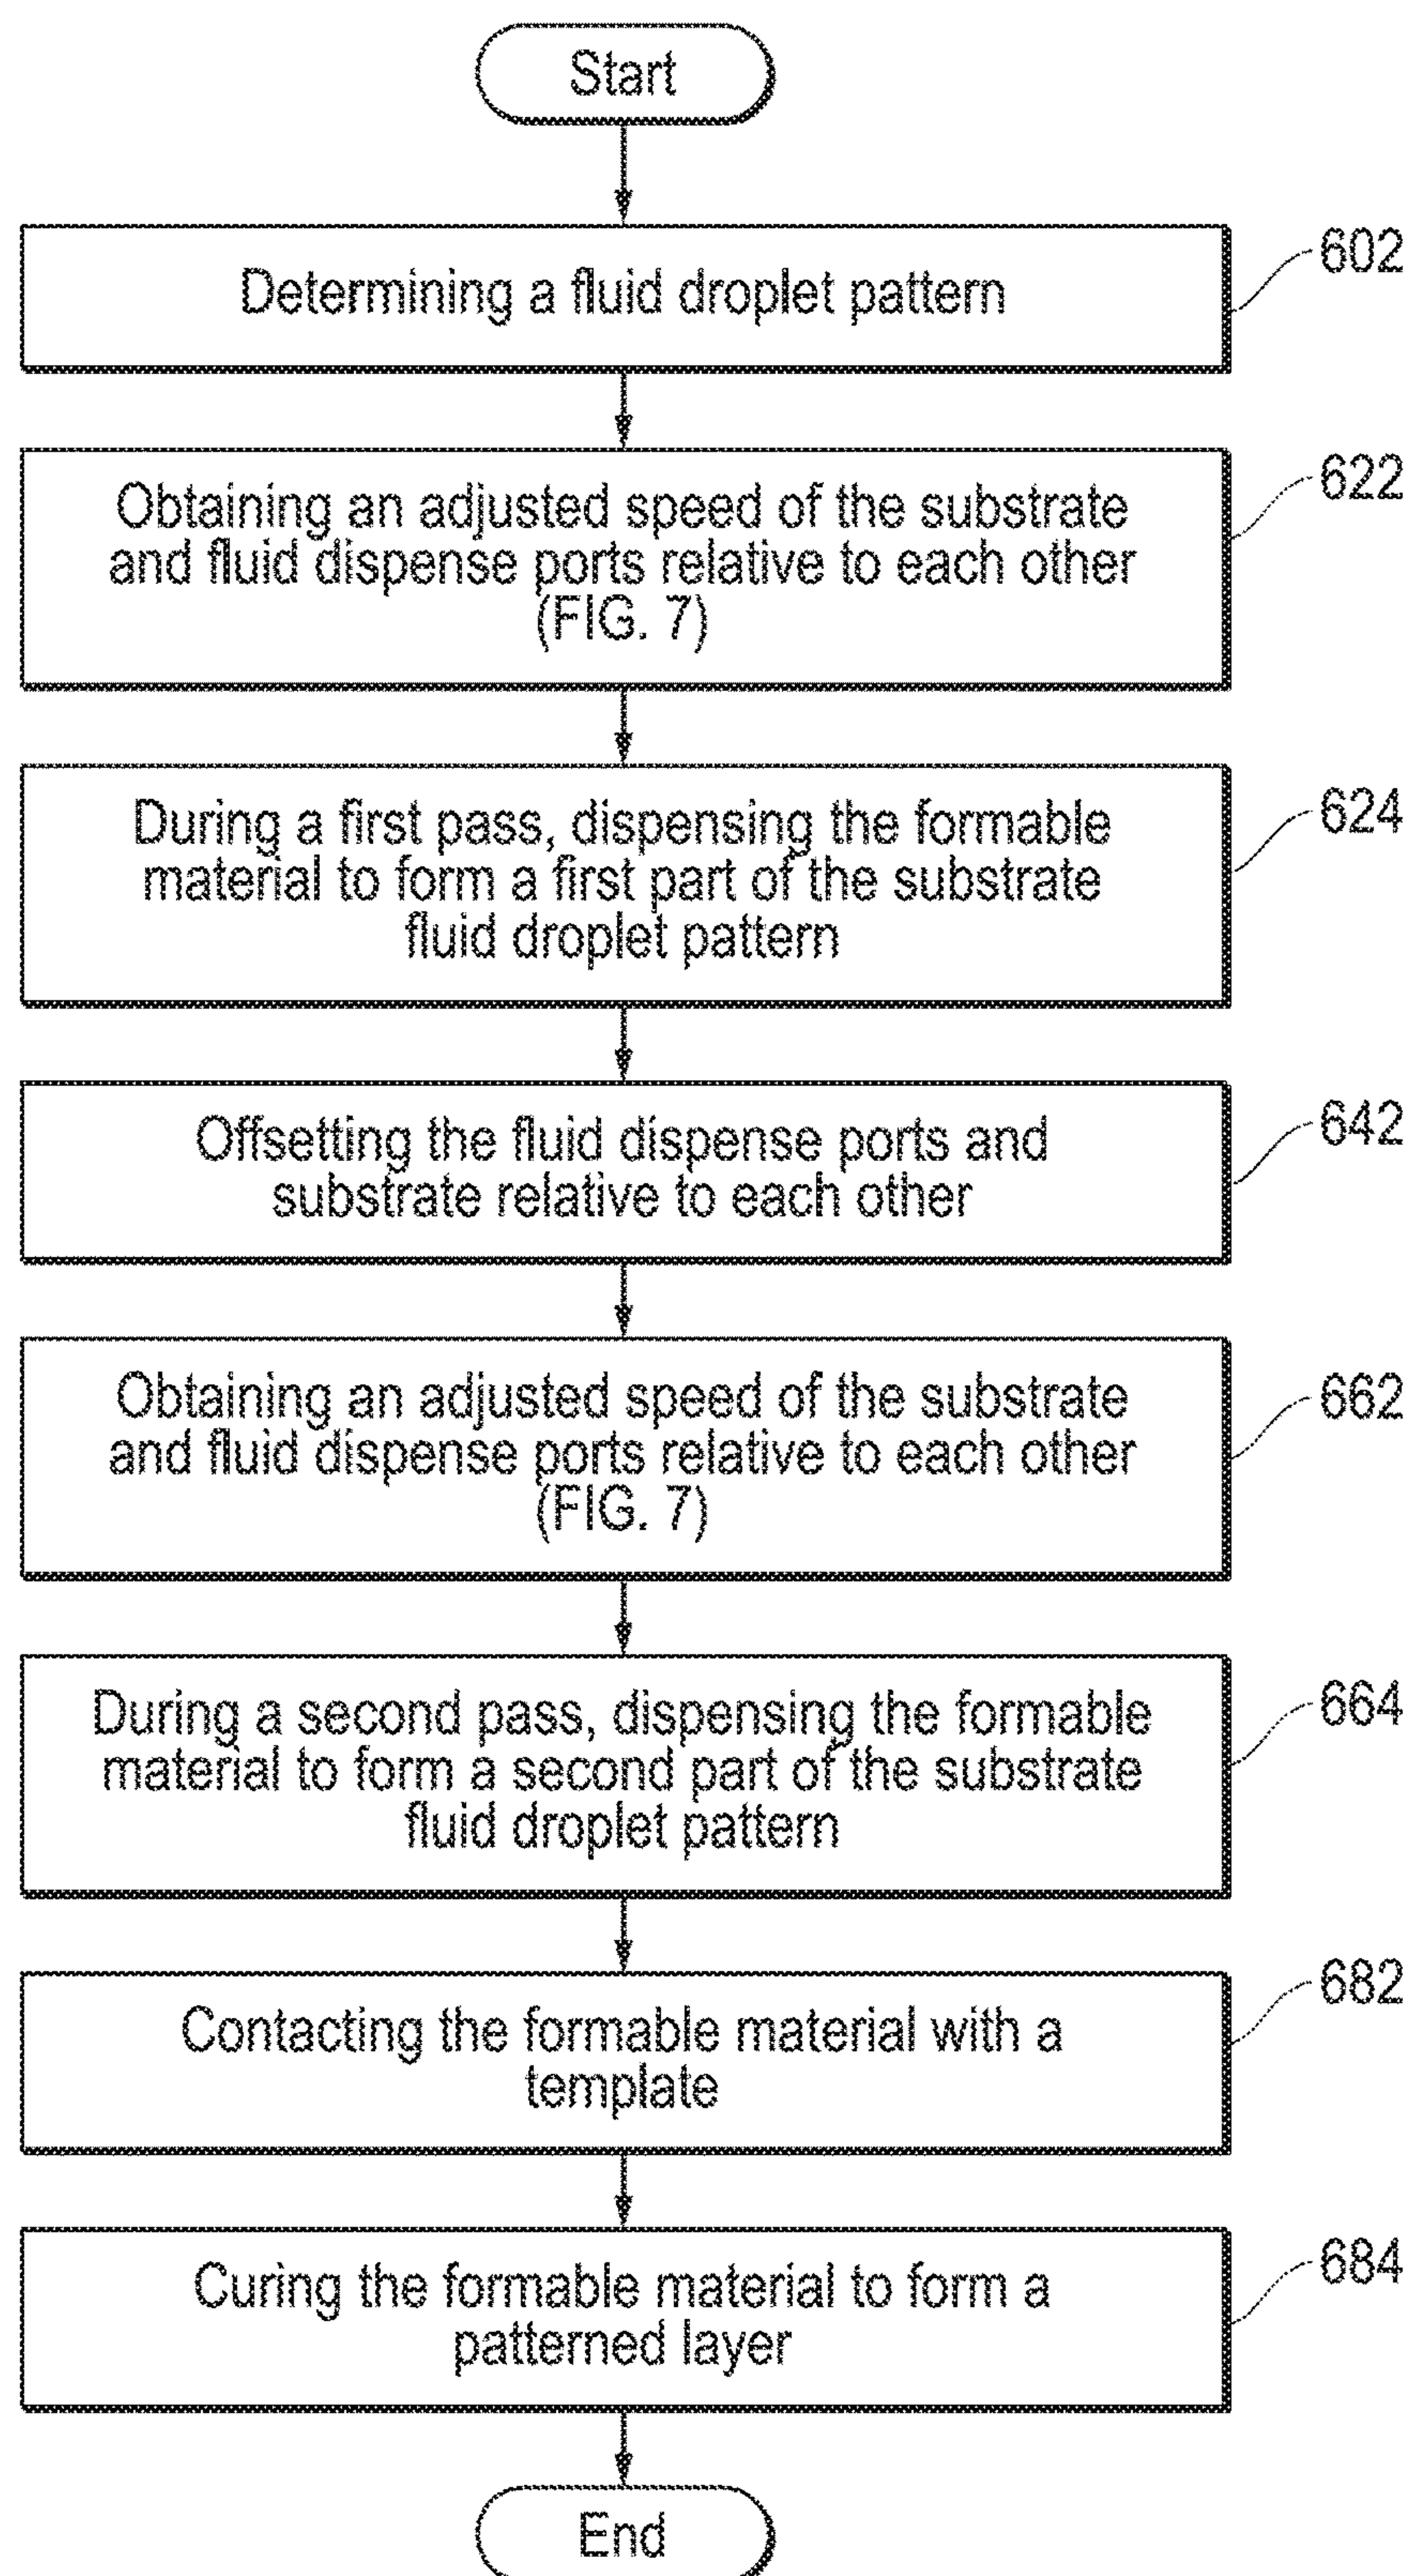 Start
Determining a fluid droplet pattern
602
Obtaining an adjusted speed of the substrate
and fluid dispense ports relative to each other
(FIG. 7)
622
During a first pass, dispensing the formable
material to form a first part of the substrate
fluid droplet pattern
624
Offsetting the fluid dispense ports and
substrate relative to each other
642
Obtaining an adjusted speed of the substrate
and fluid dispense ports relative to each other
(FIG. 7)
662
During a second pass, dispensing the formable
material to form a second part of the substrate
fluid droplet pattern
664
Contacting the formable material with a
template
682
Curing the formable material to form a
patterned layer
684
End